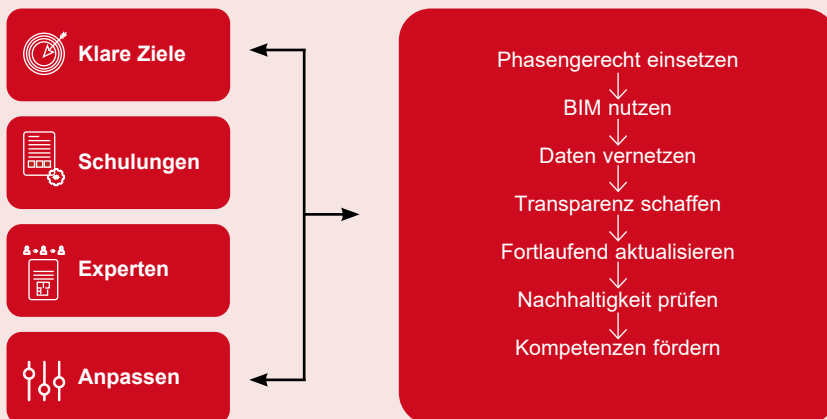 Klare Ziele
Schulungen
Experten
Anpassen
Phasengerecht einsetzen
BIM nutzen
Daten vernetzen
Transparenz schaffen
Fortlaufend aktualisieren
Nachhaltigkeit prüfen
Kompetenzen fördern